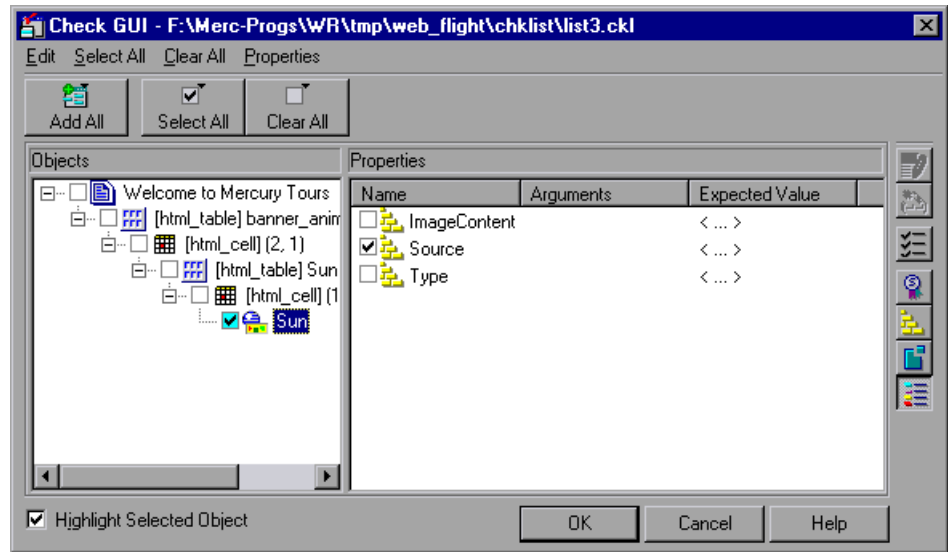 Check GUI - F:\Merc-Progs\WR\tmp\web_flight\chklist\list3.ckl
Edit Select All Clear All Properties
Add All Select All Clear All
Objects
Welcome to Mercury Tours
[html_table] banner_anim
[html_cell] (2, 1)
[html_table] Sun
[html_cell] (1
Sun
Properties
Name Arguments Expected Value
ImageContent < ... >
Source < ... >
Type < ... >
Highlight Selected Object
OK Cancel Help